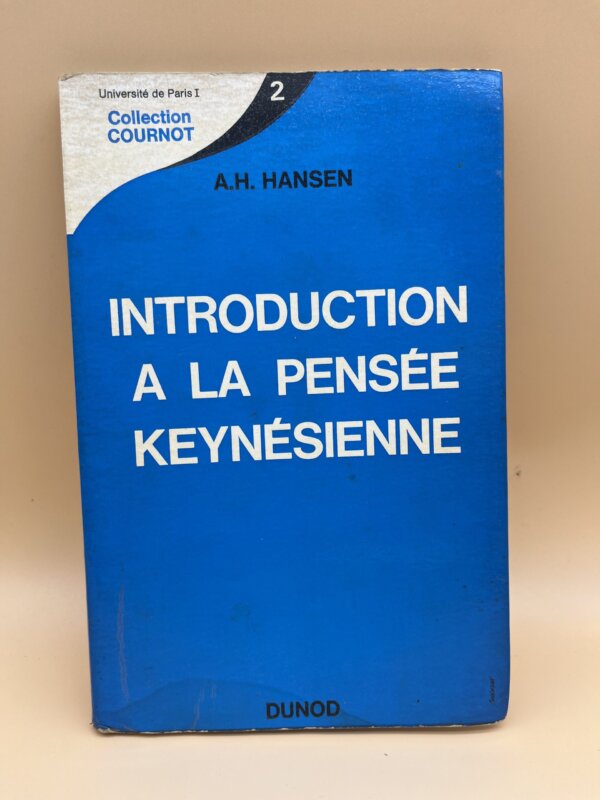 Université de Paris I
Collection
COURNOT
2
A.H. HANSEN
INTRODUCTION
A LA PENSÉE
KEYNÉSIENNE
DUNOD